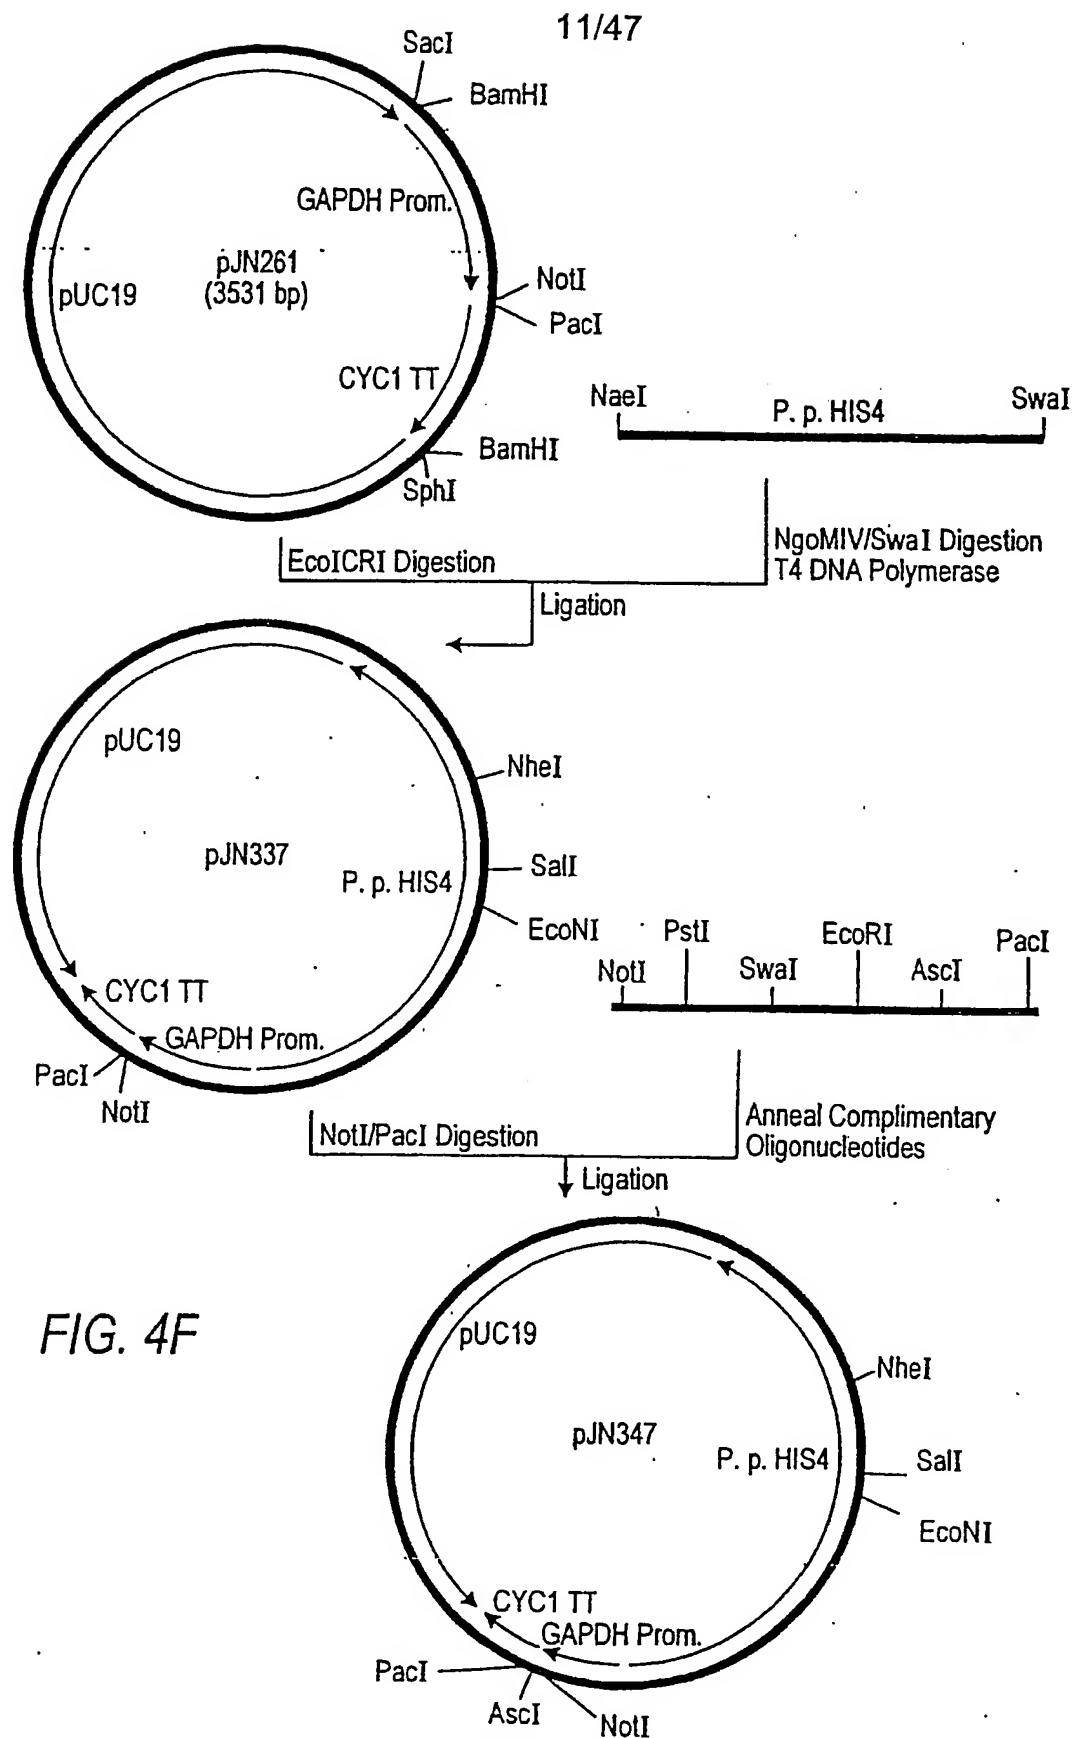 11/47
SacI
BamHI
GAPDH Prom.
pJN261
(3531 bp)
pUC19
NotI
PacI
CYC1 TT
BamHI
SphI
NaeI
P. p. HIS4
SwaI
EcoICRI Digestion
NgoMIV/SwaI Digestion
T4 DNA Polymerase
Ligation
pUC19
NheI
pJN337
P. p. HIS4
SalI
EcoNI
CYC1 TT
GAPDH Prom.
PacI
NotI
NotI
PstI
SwaI
EcoRI
AscI
PacI
NotI/PacI Digestion
Anneal Complimentary
Oligonucleotides
Ligation
FIG. 4F
pUC19
NheI
pJN347
P. p. HIS4
SalI
EcoNI
CYC1 TT
GAPDH Prom.
PacI
AscI
NotI